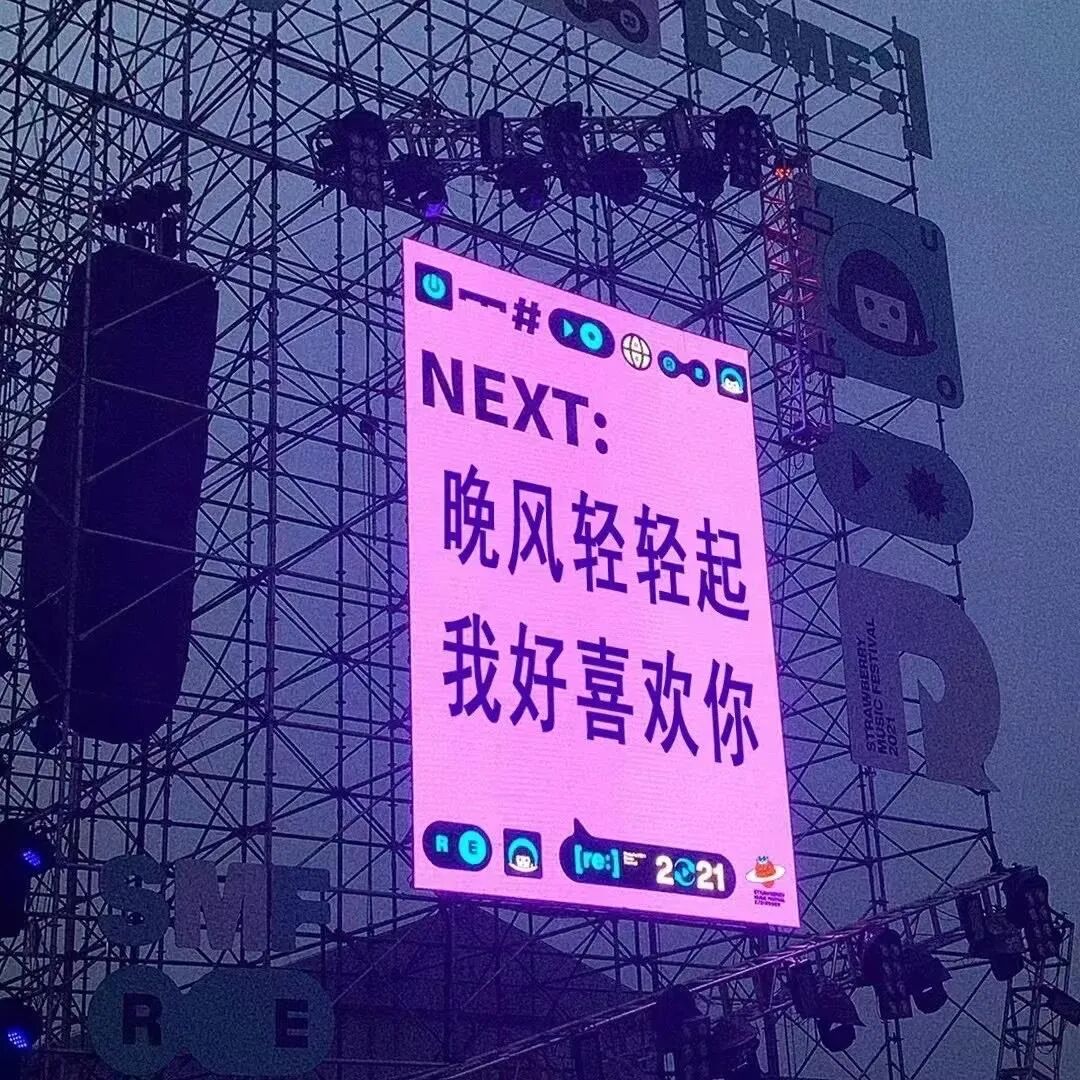 [SMF:]
U
#
R E
NEXT:
晚风轻轻起
我好喜欢你
STRAWBERRY
MUSIC FESTIVAL
2021
R E
[re:]
2021
SMF
R E